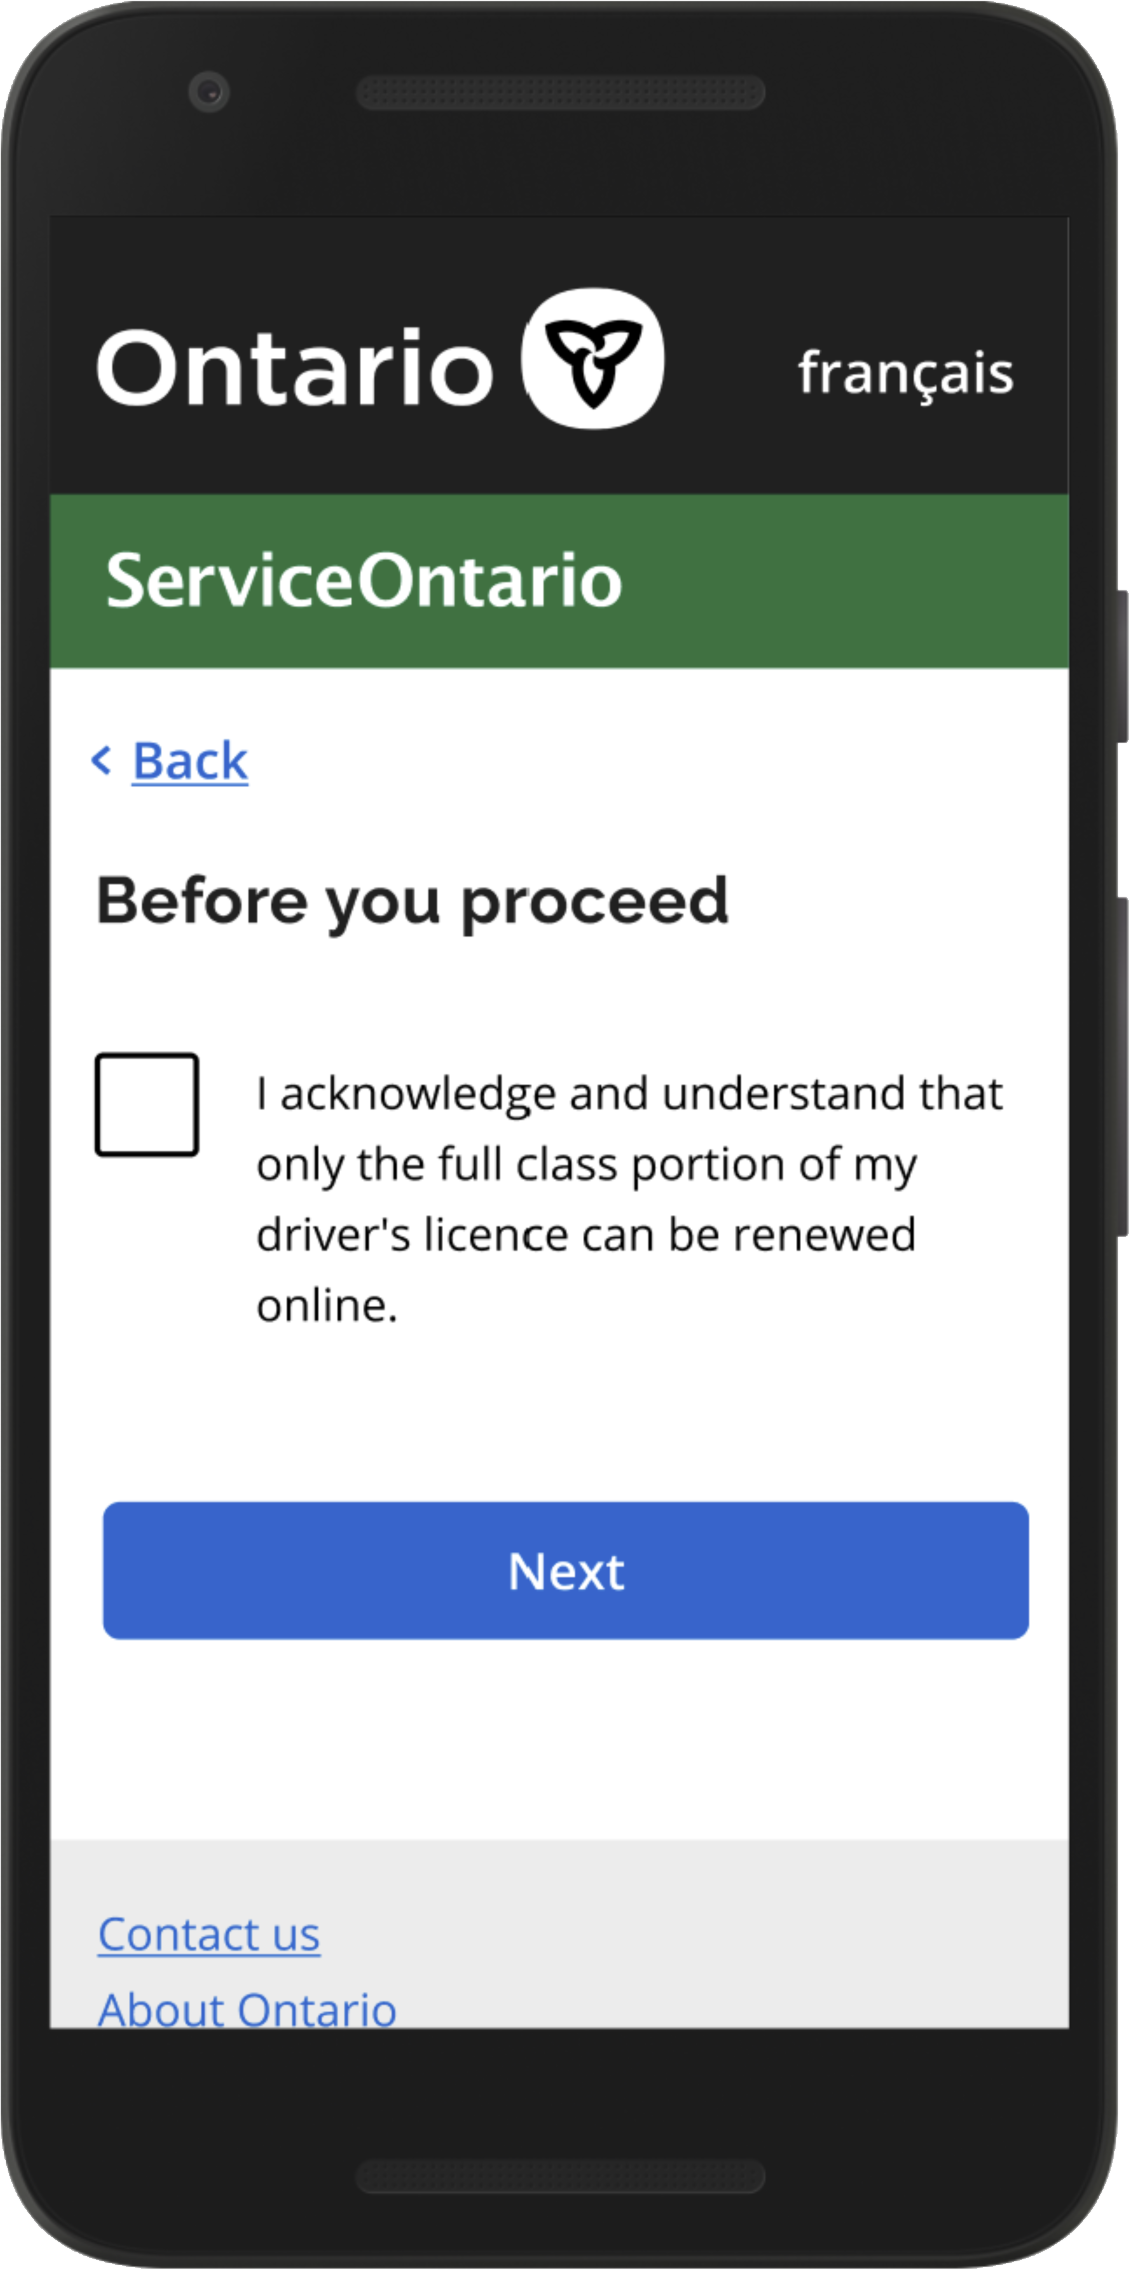 Ontario français
ServiceOntario
< Back
Before you proceed
I acknowledge and understand that
only the full class portion of my
driver's licence can be renewed
online.
Next
Contact us
About Ontario